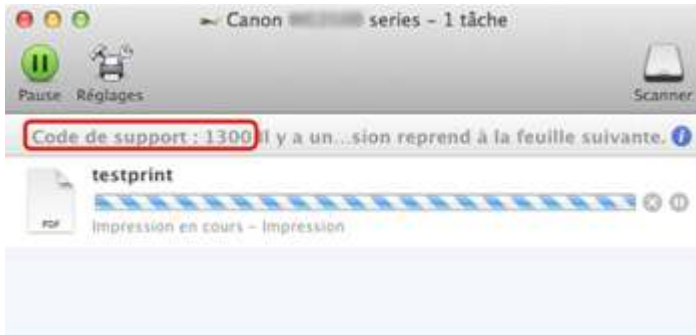 Canon series – 1 tâche
Pause Réglages Scanner
Code de support : 1300 Il y a un...sion reprend à la feuille suivante.
testprint
PDF
Impression en cours – Impression